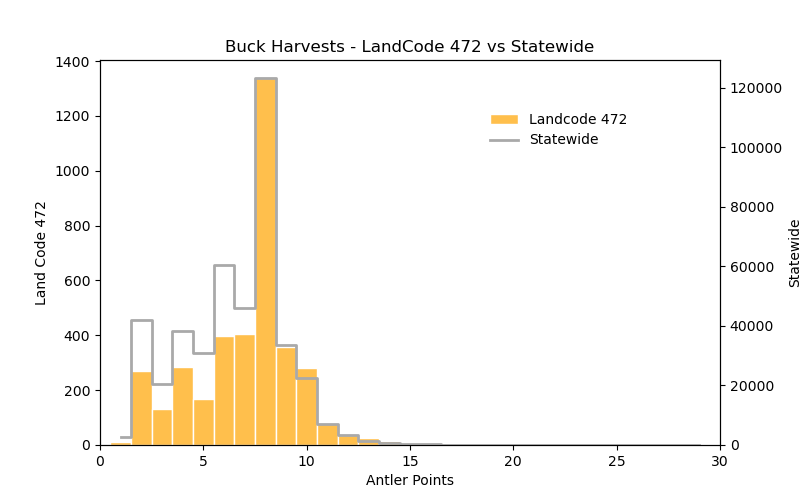 Buck Harvests - LandCode 472 vs Statewide
1400
1200
1000
800
600
400
200
0
Land Code 472
120000
100000
80000
60000
40000
20000
0
Statewide
Landcode 472
Statewide
0 5 10 15 20 25 30
Antler Points